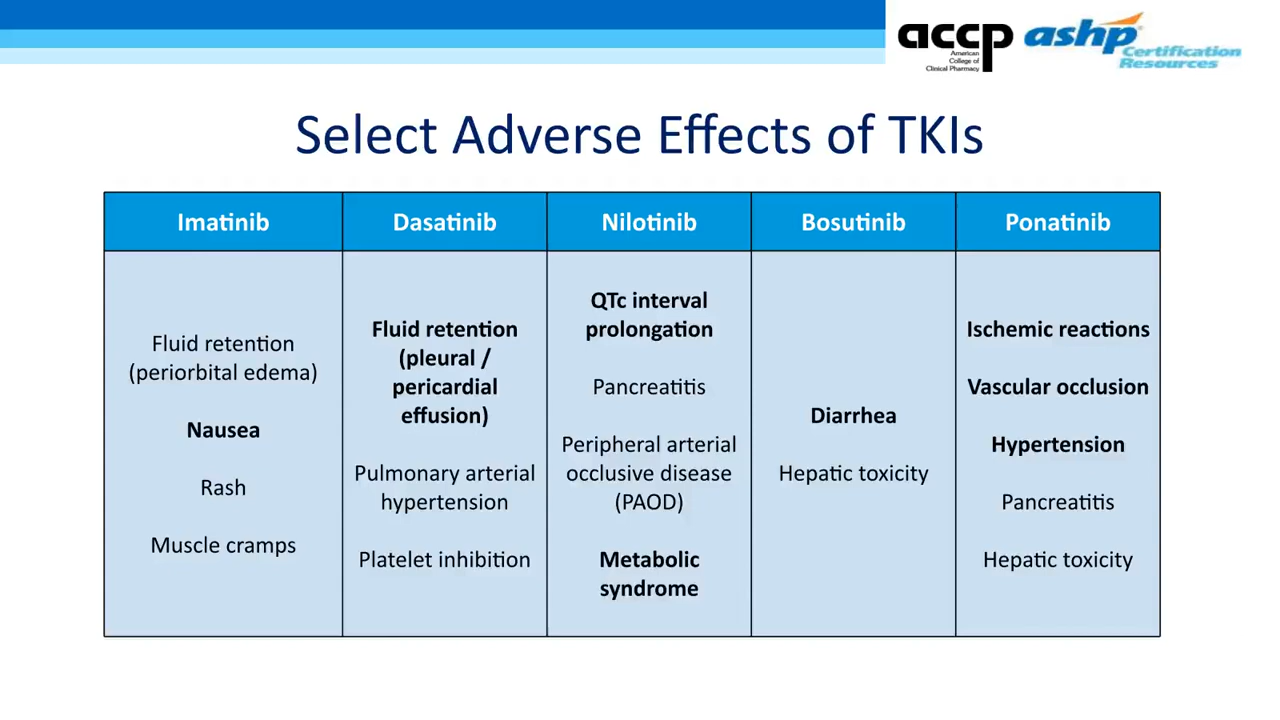 accp
American
College of
Clinical Pharmacy
ashp
Certification
Resources
Select Adverse Effects of TKIs
Imatinib
Dasatinib
Nilotinib
Bosutinib
Ponatinib
Fluid retention
(periorbital edema)
Nausea
Rash
Muscle cramps
Fluid retention
(pleural /
pericardial
effusion)
Pulmonary arterial
hypertension
Platelet inhibition
QTc interval
prolongation
Pancreatitis
Peripheral arterial
occlusive disease
(PAOD)
Metabolic
syndrome
Diarrhea
Hepatic toxicity
Ischemic reactions
Vascular occlusion
Hypertension
Pancreatitis
Hepatic toxicity